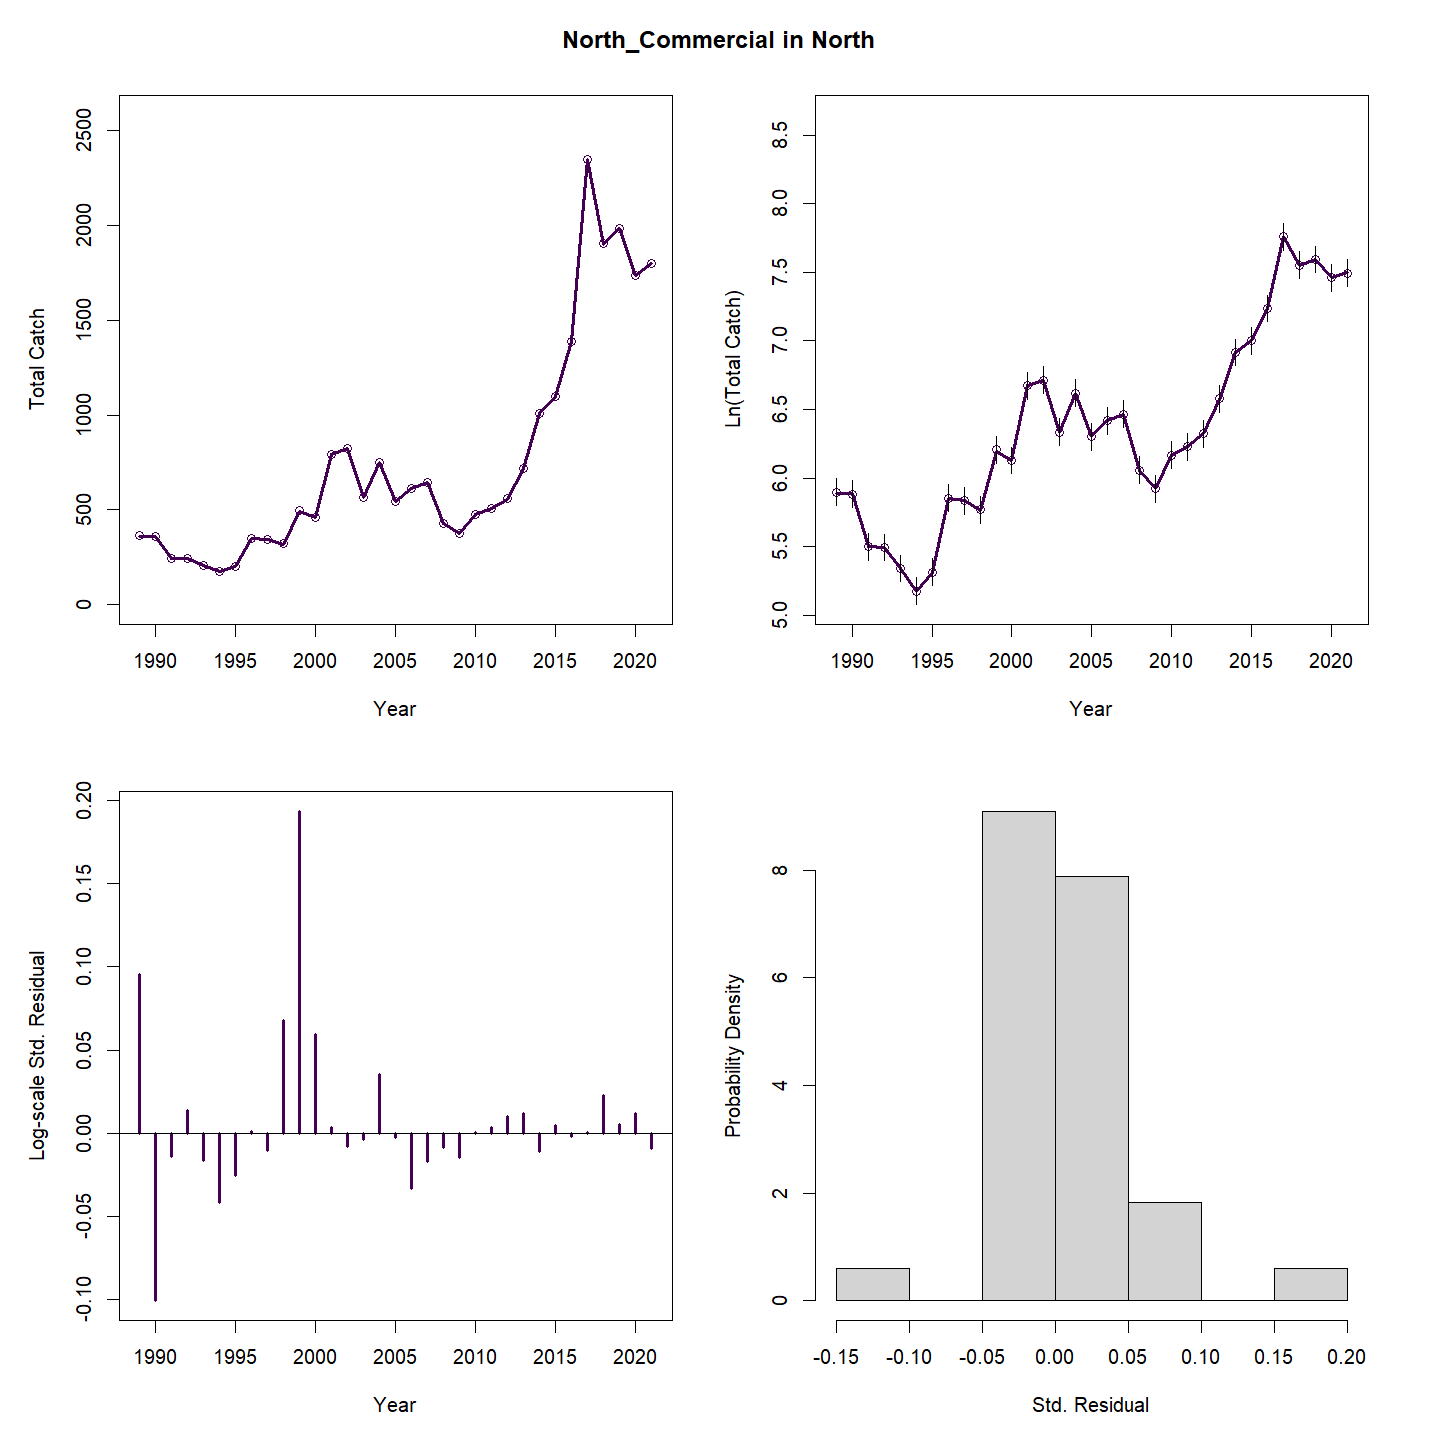 North_Commercial in North
Total Catch
2500
2000
1500
1000
500
0
1990 1995 2000 2005 2010 2015 2020
Year
Ln(Total Catch)
8.5
8.0
7.5
7.0
6.5
6.0
5.5
5.0
1990 1995 2000 2005 2010 2015 2020
Year
Log-scale Std. Residual
0.20
0.15
0.10
0.05
0.00
-0.05
-0.10
1990 1995 2000 2005 2010 2015 2020
Year
Probability Density
8
6
4
2
0
-0.15 -0.10 -0.05 0.00 0.05 0.10 0.15 0.20
Std. Residual